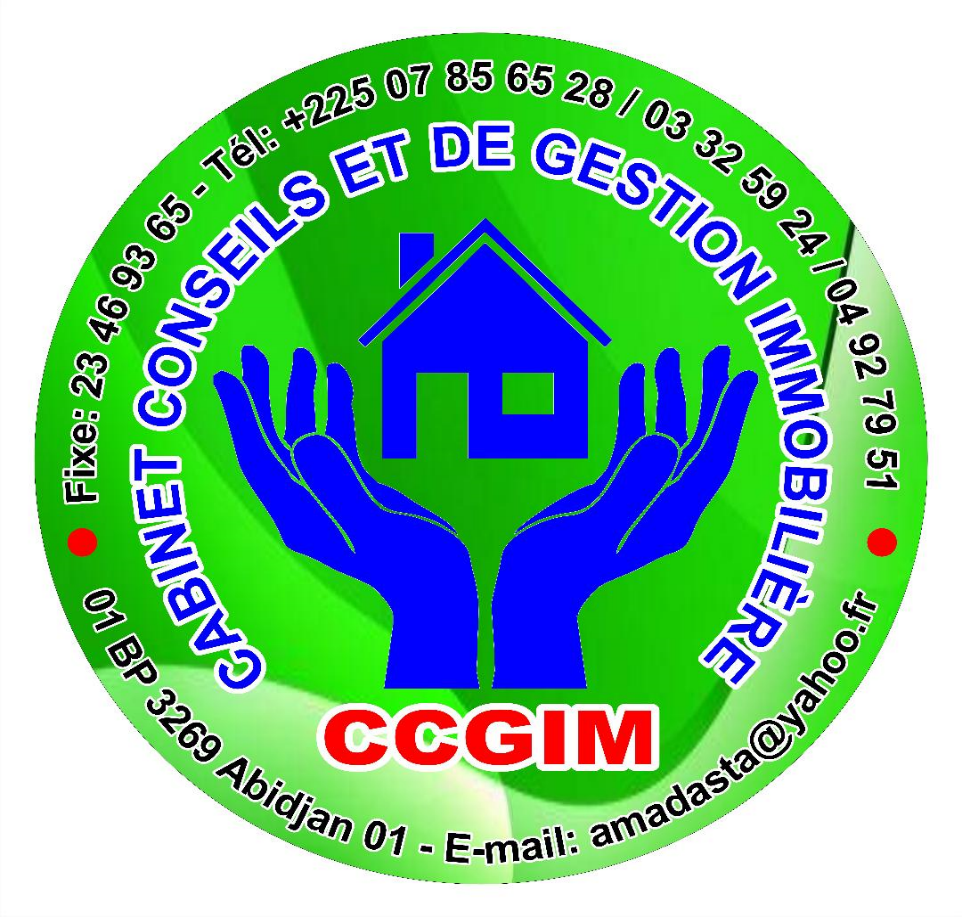 Fixe: 23 46 93 65 - Tél: +225 07 85 65 28 / 03 32 59 24 / 04 92 79 51
CABINET CONSEILS ET DE GESTION IMMOBILIÈRE
CCGIM
01 BP 3269 Abidjan 01 - E-mail: amadasta@yahoo.fr